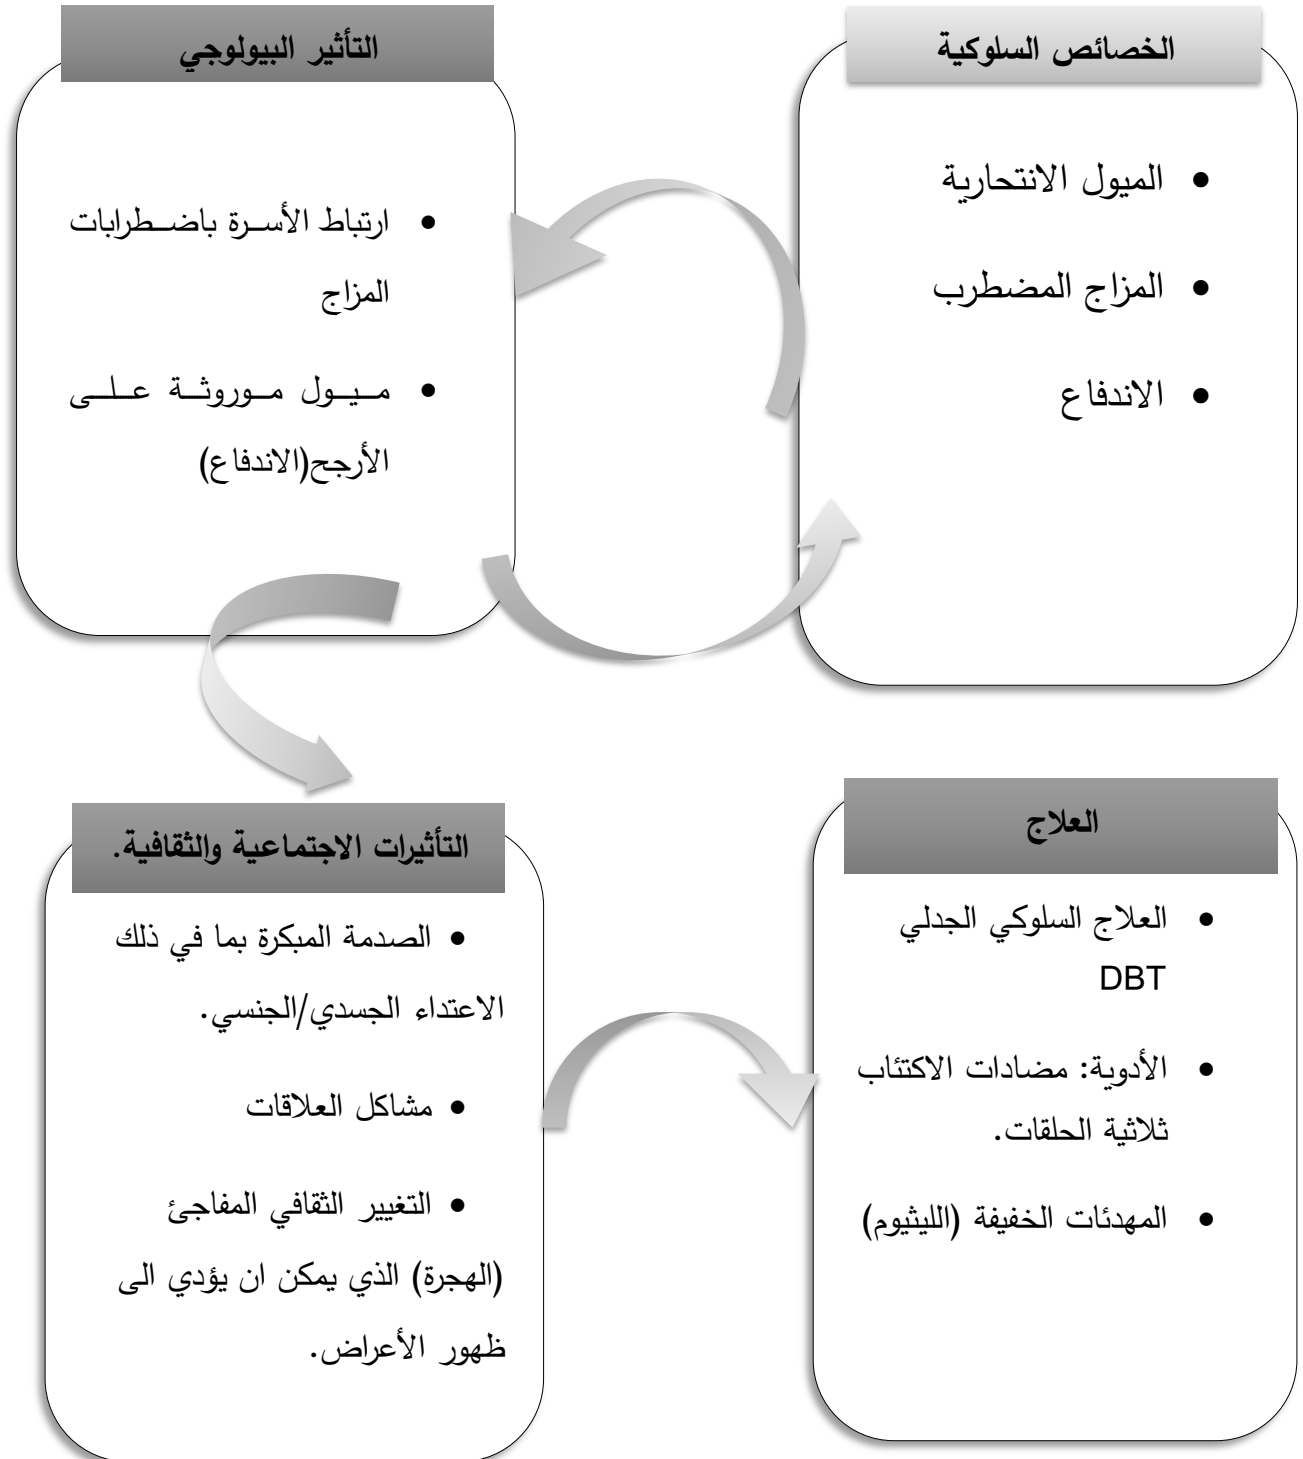 الخصائص السلوكية
• الميول الانتحارية
• المزاج المضطرب
• الاندفاع
التأثير البيولوجي
• ارتباط الأسرة باضطرابات
المزاج
• ميول موروثة على
الأرجح(الاندفاع)
العلاج
• العلاج السلوكي الجدلي
DBT
• الأدوية: مضادات الاكتئاب
ثلاثية الحلقات.
• المهدئات الخفيفة (الليثيوم)
التأثيرات الاجتماعية والثقافية.
• الصدمة المبكرة بما في ذلك
الاعتداء الجسدي/الجنسي.
• مشاكل العلاقات
• التغيير الثقافي المفاجئ
(الهجرة) الذي يمكن ان يؤدي الى
ظهور الأعراض.